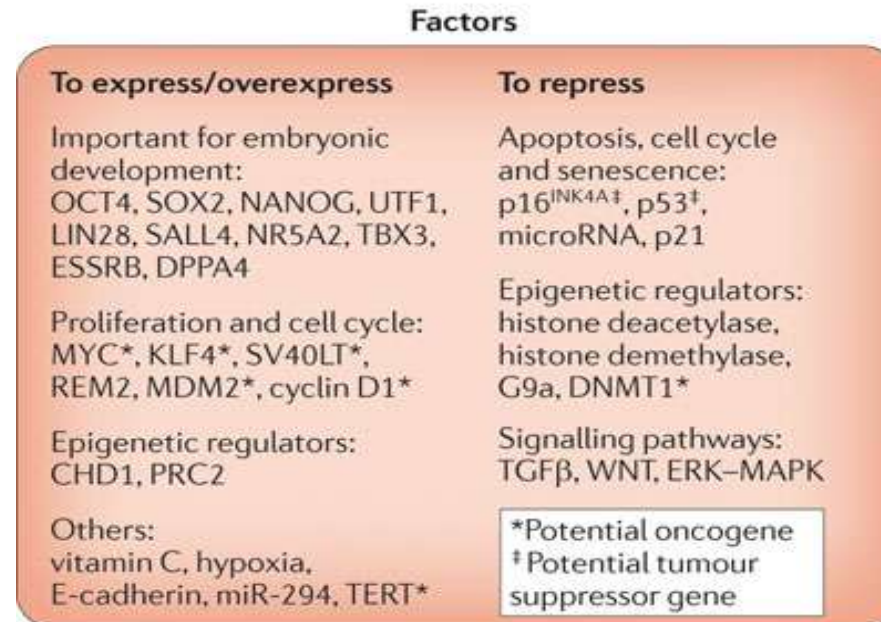 Factors
To express/overexpress
Important for embryonic
development:
OCT4, SOX2, NANOG, UTF1,
LIN28, SALL4, NR5A2, TBX3,
ESSRB, DPPA4
Proliferation and cell cycle:
MYC*, KLF4*, SV40LT*,
REM2, MDM2*, cyclin D1*
Epigenetic regulators:
CHD1, PRC2
Others:
vitamin C, hypoxia,
E-cadherin, miR-294, TERT*
To repress
Apoptosis, cell cycle
and senescence:
p16INK4A‡, p53‡,
microRNA, p21
Epigenetic regulators:
histone deacetylase,
histone demethylase,
G9a, DNMT1*
Signalling pathways:
TGFβ, WNT, ERK–MAPK
*Potential oncogene
‡Potential tumour
suppressor gene